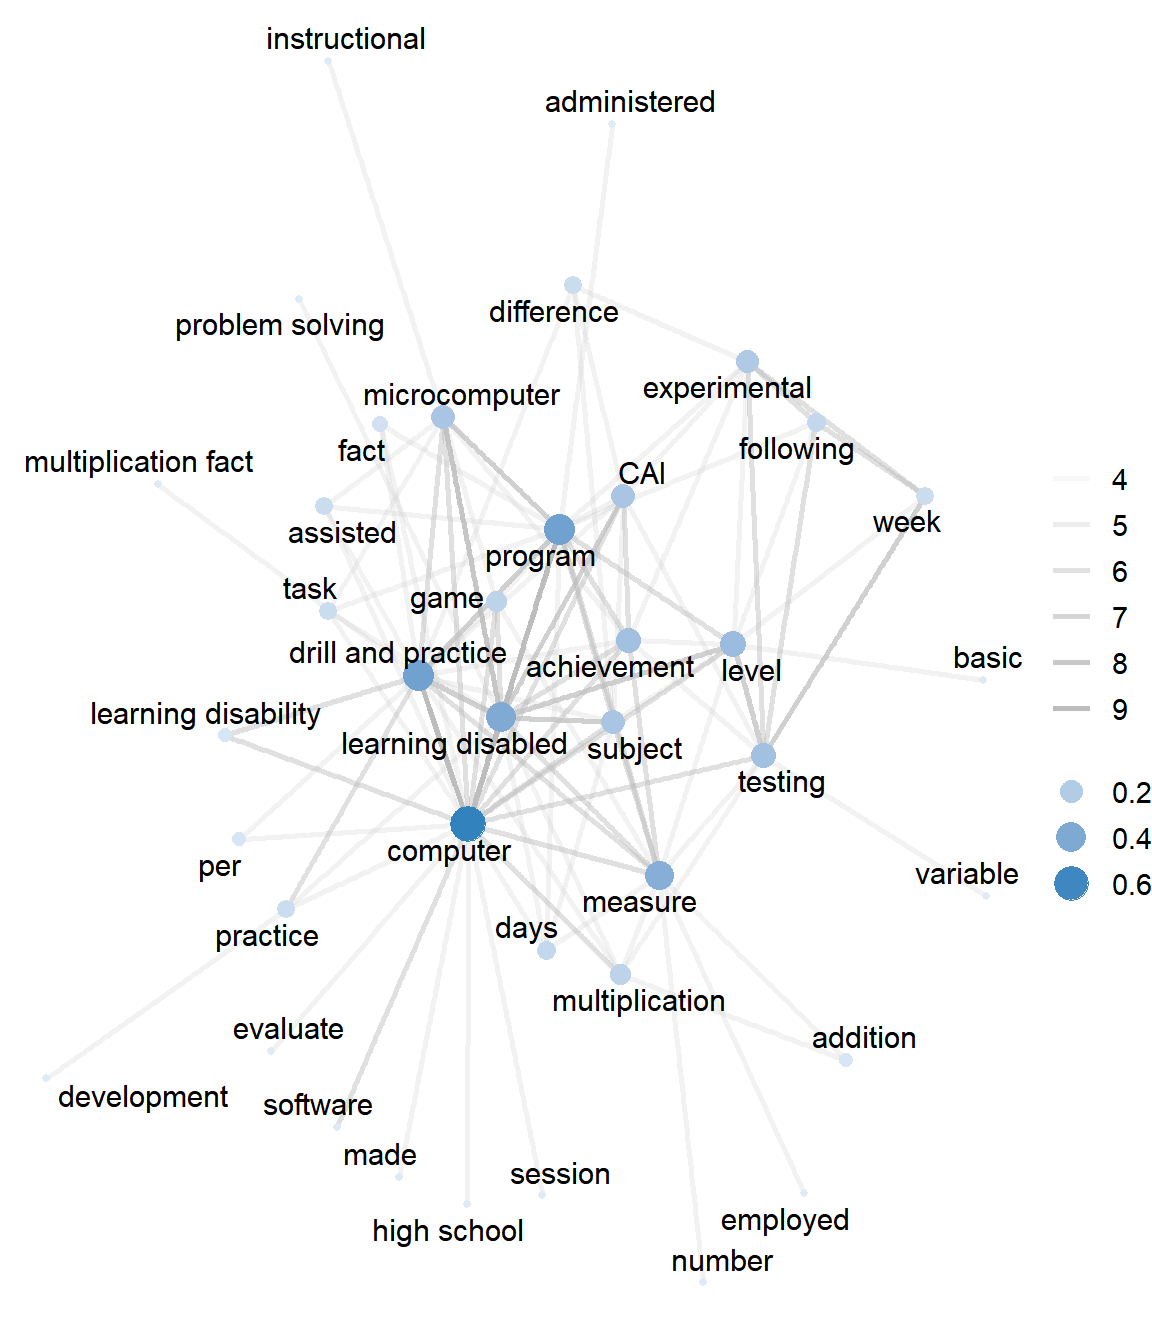 instructional
administered
difference
problem solving
experimental
microcomputer
following
fact
multiplication fact
CAI
week
assisted
program
task
game
drill and practice
achievement
level
basic
learning disability
learning disabled
subject
testing
computer
per
variable
measure
days
practice
multiplication
evaluate
addition
development
software
made
session
high school
employed
number
4
5
6
7
8
9
0.2
0.4
0.6